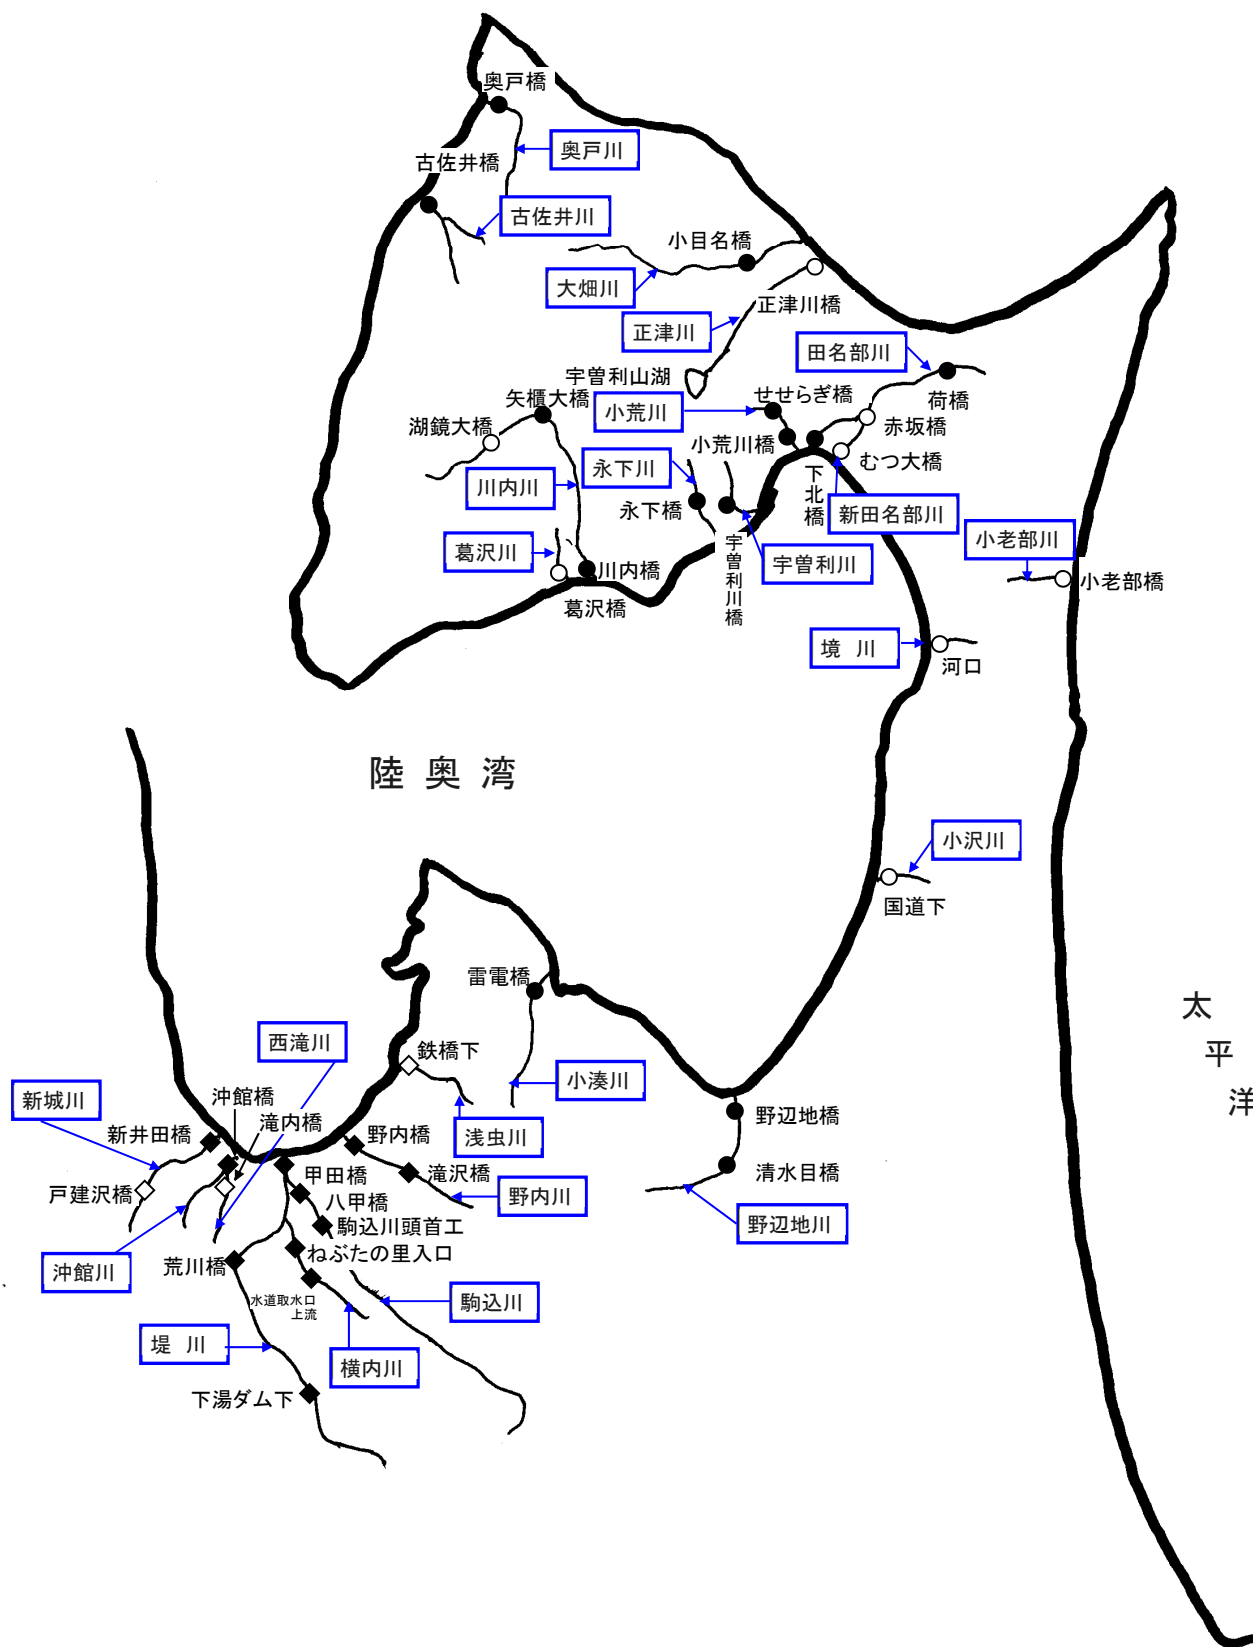 奥戸橋
奥戸川
古佐井橋
古佐井川
小目名橋
大畑川
正津川橋
正津川
田名部川
宇曽利山湖
せせらぎ橋
荷橋
矢櫃大橋
小荒川
赤坂橋
湖鏡大橋
小荒川橋
むつ大橋
永下川
下北橋
川内川
永下橋
新田名部川
小老部川
葛沢川
宇曽利川橋
宇曽利川
川内橋
小老部橋
葛沢橋
境 川
河口
陸奥湾
小沢川
国道下
雷電橋
太平洋
西滝川
鉄橋下
小湊川
新城川
沖館橋
滝内橋
浅虫川
野辺地橋
新井田橋
野内橋
甲田橋
滝沢橋
清水目橋
戸建沢橋
八甲橋
野内川
駒込川頭首工
野辺地川
ねぶたの里入口
沖館川
荒川橋
水道取水口
上流
駒込川
堤 川
横内川
下湯ダム下